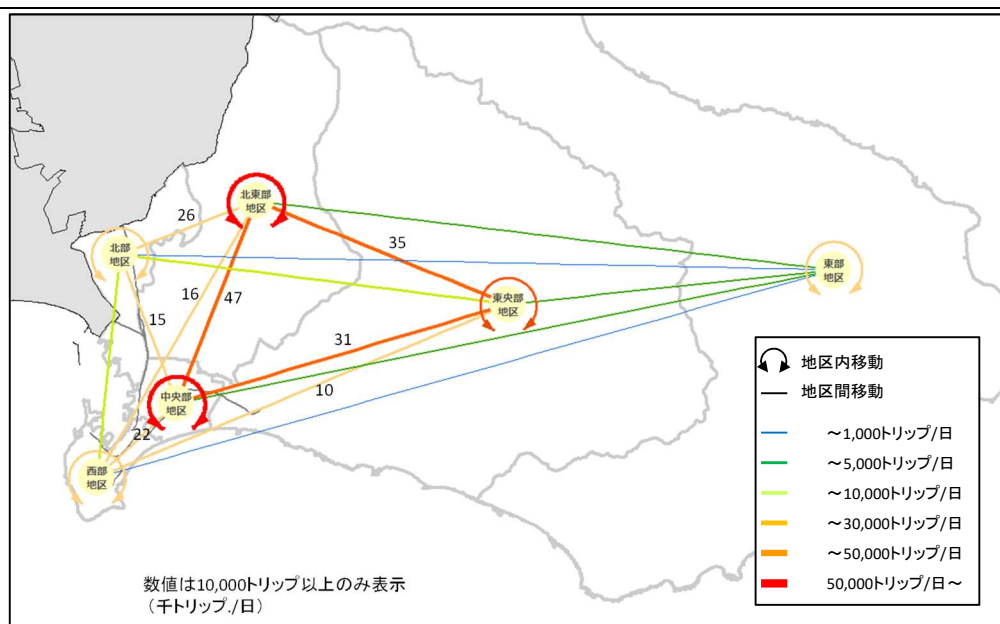 北東部
地区
26
北部
地区
35
東部
地区
16
47
東央部
地区
15
31
10
中央部
地区
22
西部
地区
地区内移動
地区間移動
～1,000トリップ/日
～5,000トリップ/日
～10,000トリップ/日
～30,000トリップ/日
～50,000トリップ/日
50,000トリップ/日～
数値は10,000トリップ以上のみ表示
（千トリップ./日）